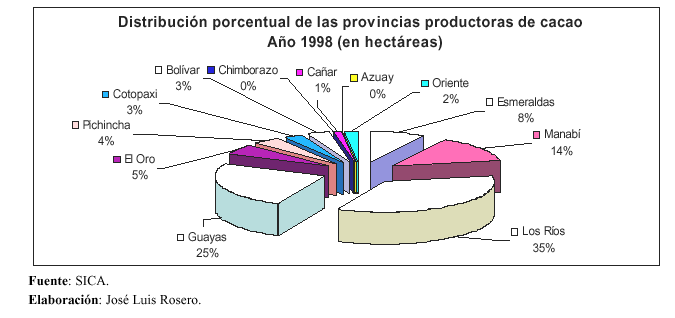 Distribución porcentual de las provincias productoras de cacao
Año 1998 (en hectáreas)
Bolívar
3%
Chimborazo
0%
Cañar
1%
Azuay
0%
Oriente
2%
Cotopaxi
3%
Esmeraldas
8%
Pichincha
4%
Manabí
14%
El Oro
5%
Guayas
25%
Los Ríos
35%
Fuente: SICA.
Elaboración: José Luis Rosero.